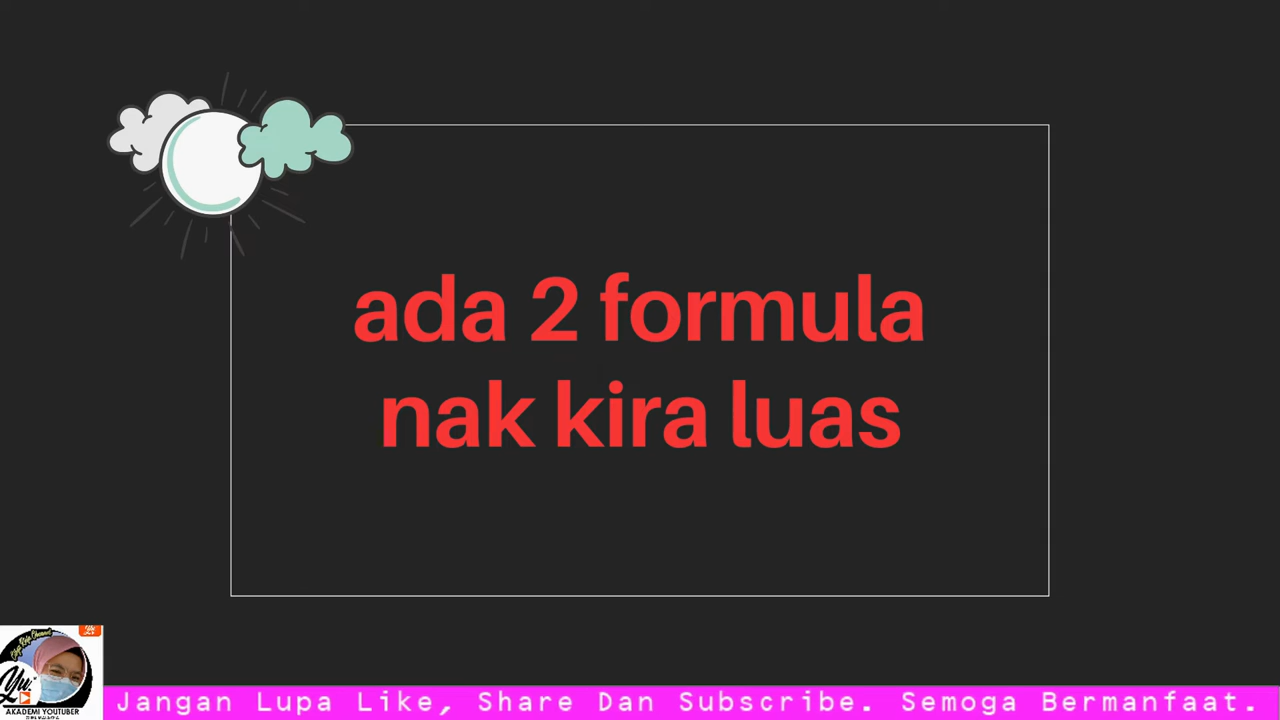 ada 2 formula
nak kira luas
AKADEMI YOUTUBER
Jangan Lupa Like, Share Dan Subscribe. Semoga Bermanfaat.